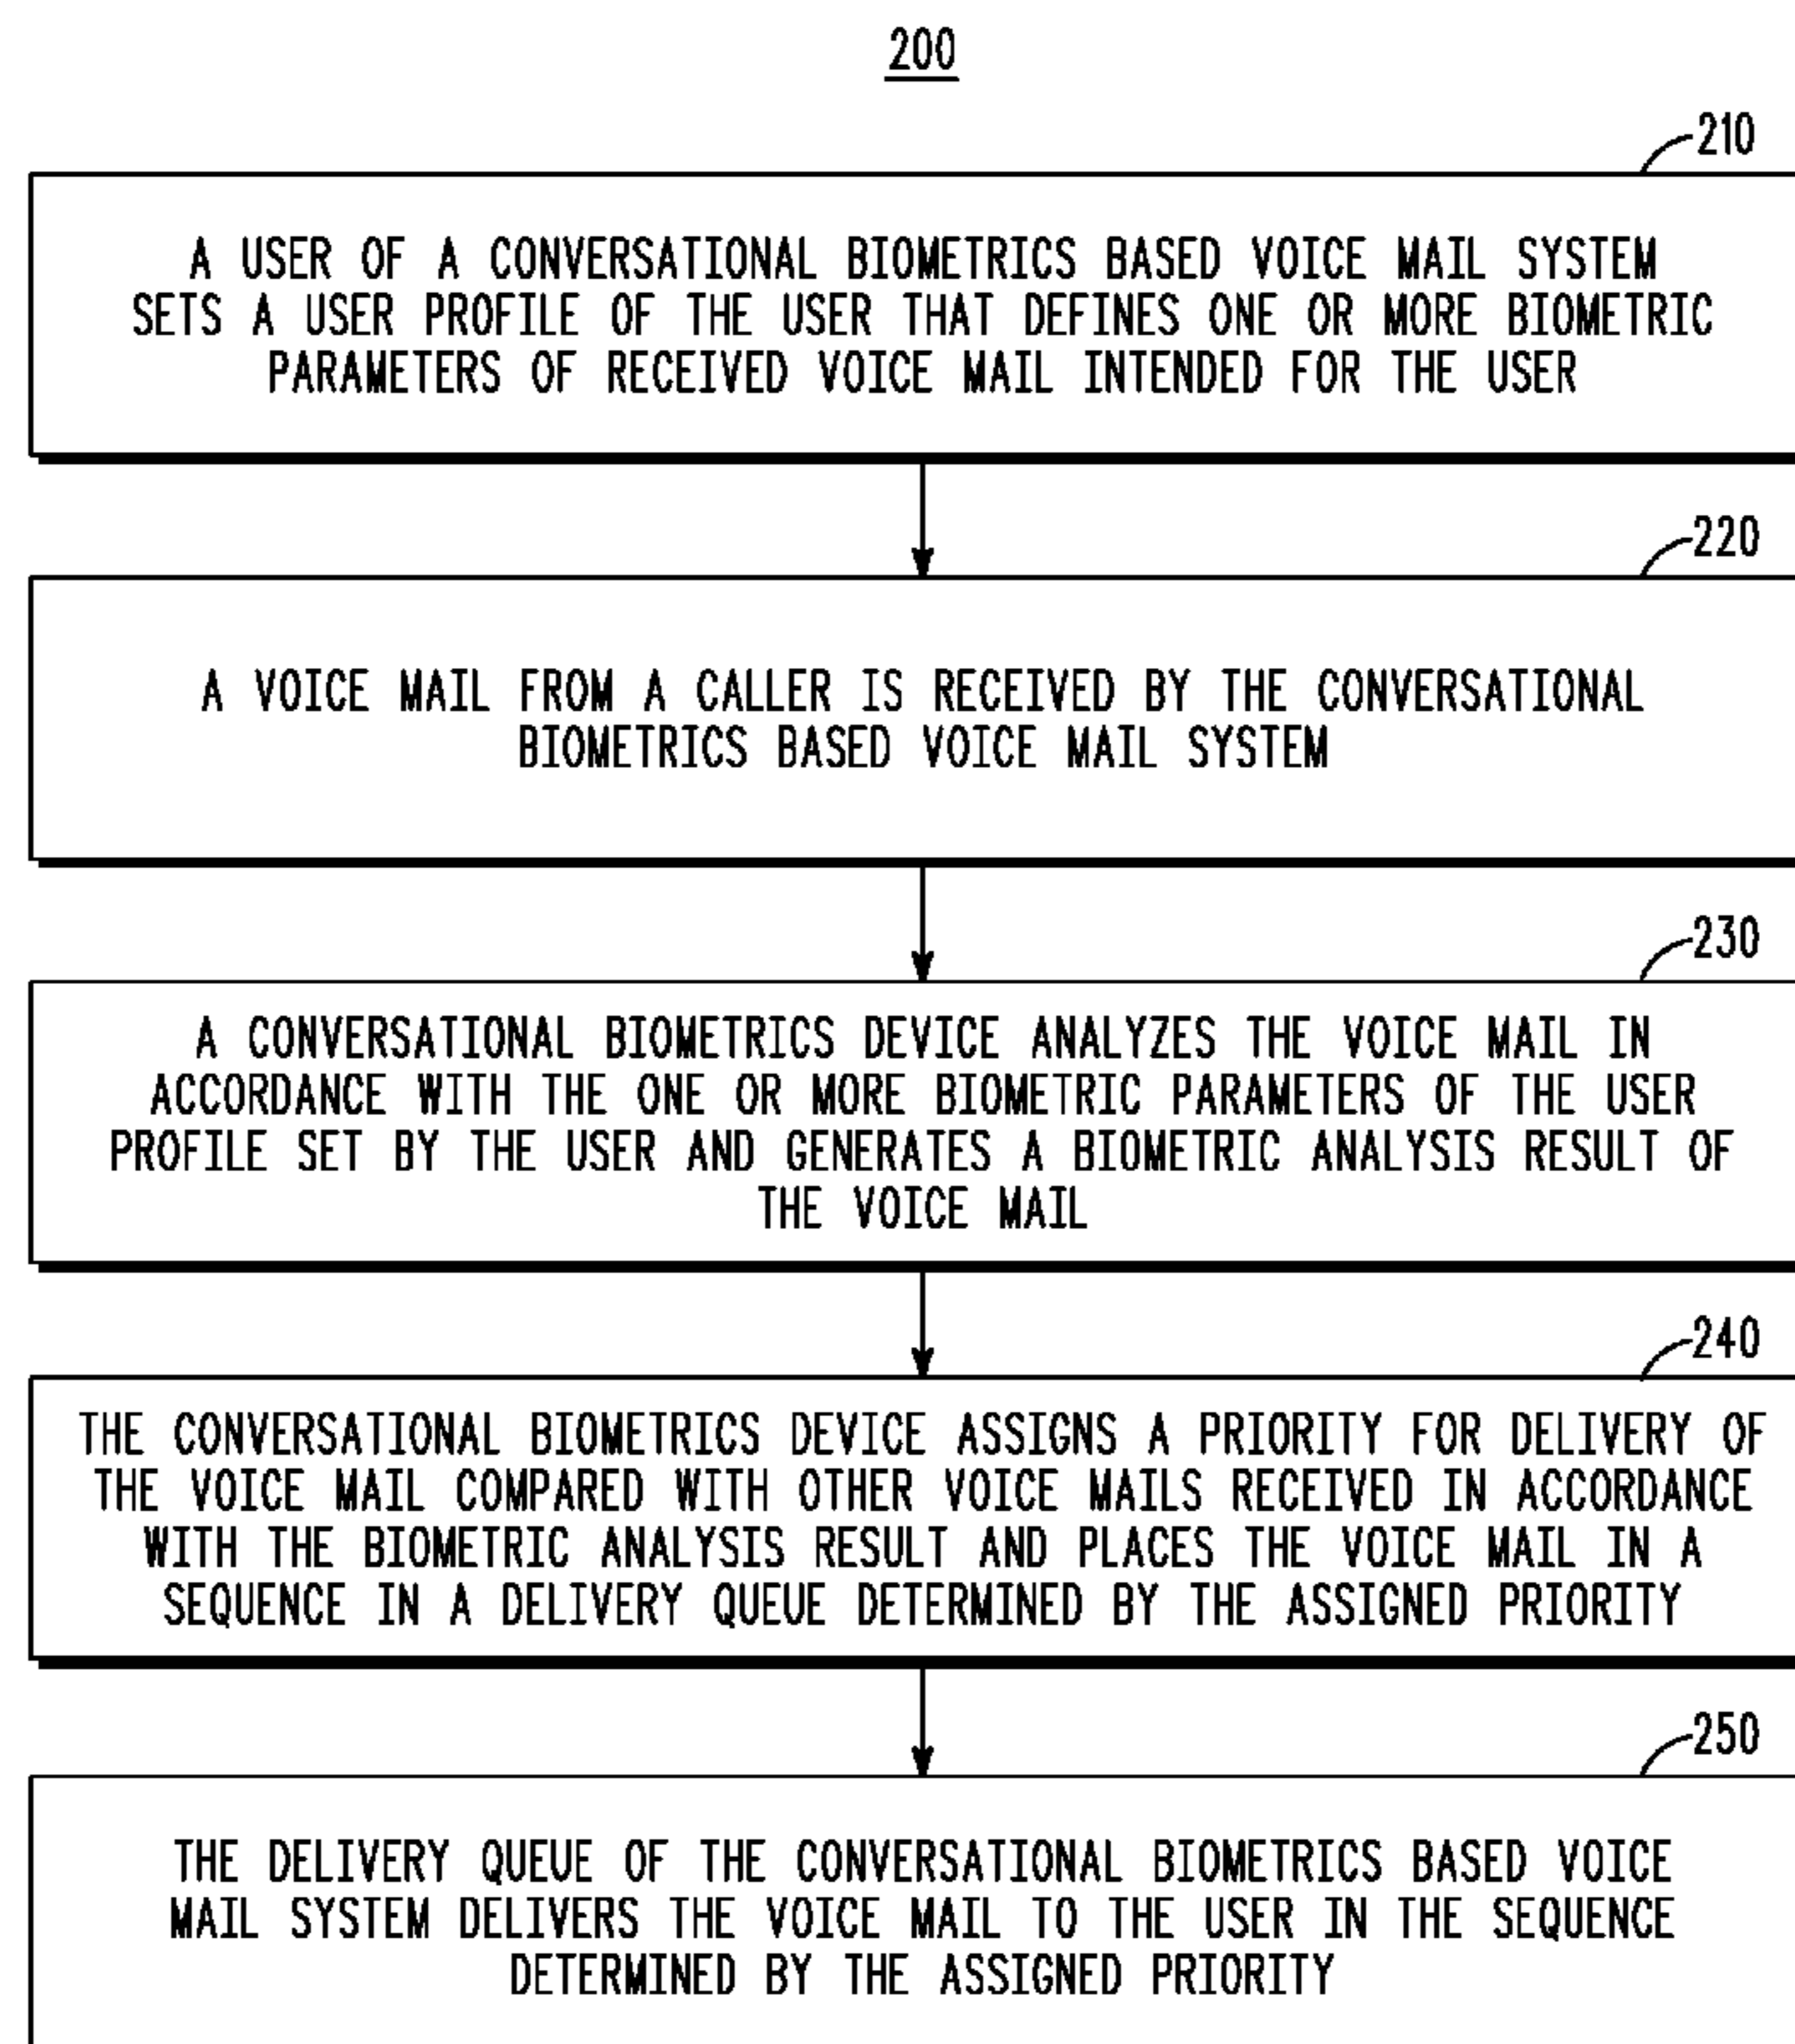 200
210
A USER OF A CONVERSATIONAL BIOMETRICS BASED VOICE MAIL SYSTEM
SETS A USER PROFILE OF THE USER THAT DEFINES ONE OR MORE BIOMETRIC
PARAMETERS OF RECEIVED VOICE MAIL INTENDED FOR THE USER
220
A VOICE MAIL FROM A CALLER IS RECEIVED BY THE CONVERSATIONAL
BIOMETRICS BASED VOICE MAIL SYSTEM
230
A CONVERSATIONAL BIOMETRICS DEVICE ANALYZES THE VOICE MAIL IN
ACCORDANCE WITH THE ONE OR MORE BIOMETRIC PARAMETERS OF THE USER
PROFILE SET BY THE USER AND GENERATES A BIOMETRIC ANALYSIS RESULT OF
THE VOICE MAIL
240
THE CONVERSATIONAL BIOMETRICS DEVICE ASSIGNS A PRIORITY FOR DELIVERY OF
THE VOICE MAIL COMPARED WITH OTHER VOICE MAILS RECEIVED IN ACCORDANCE
WITH THE BIOMETRIC ANALYSIS RESULT AND PLACES THE VOICE MAIL IN A
SEQUENCE IN A DELIVERY QUEUE DETERMINED BY THE ASSIGNED PRIORITY
250
THE DELIVERY QUEUE OF THE CONVERSATIONAL BIOMETRICS BASED VOICE
MAIL SYSTEM DELIVERS THE VOICE MAIL TO THE USER IN THE SEQUENCE
DETERMINED BY THE ASSIGNED PRIORITY